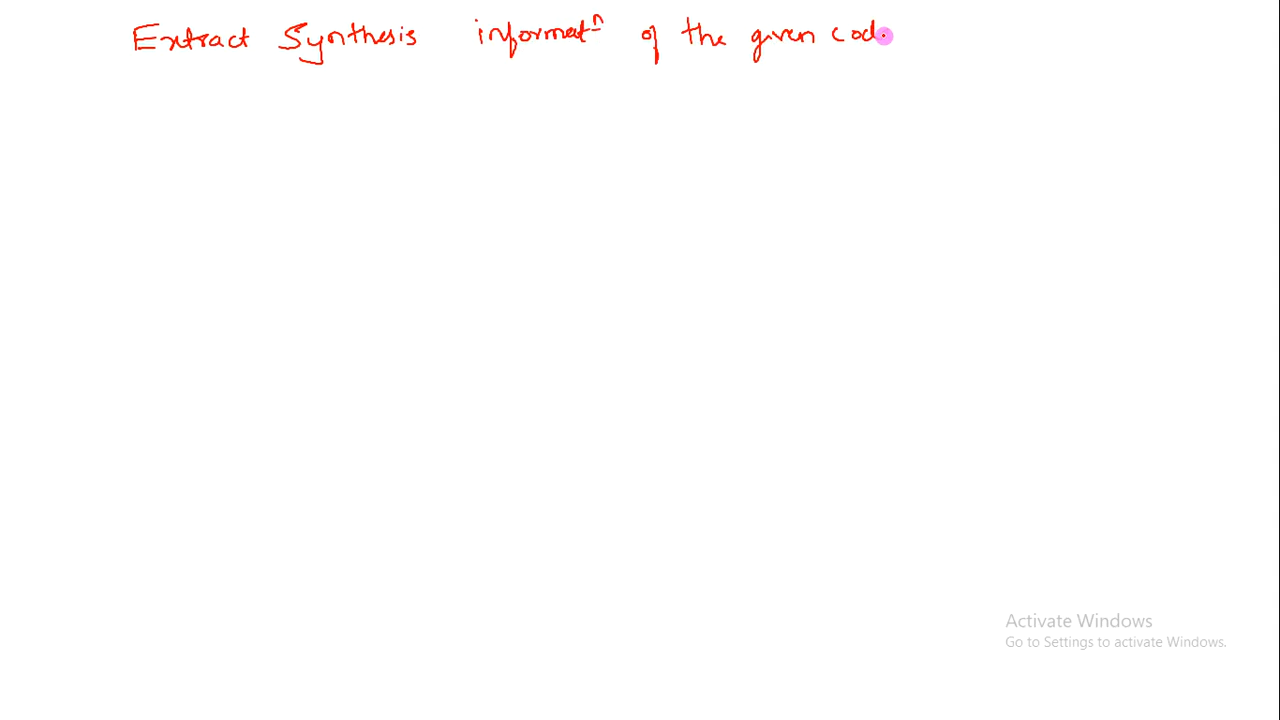 Extract Synthesis informatn of the given cod
Activate Windows
Go to Settings to activate Windows.